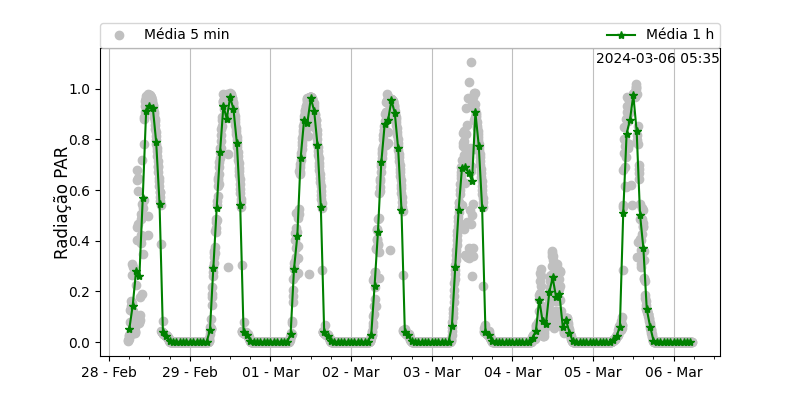 Média 5 min
Média 1 h
2024-03-06 05:35
Radiação PAR
1.0
0.8
0.6
0.4
0.2
0.0
28 - Feb
29 - Feb
01 - Mar
02 - Mar
03 - Mar
04 - Mar
05 - Mar
06 - Mar